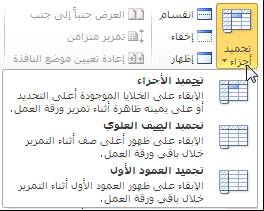 تجميد
أجزاء
انقسام
إخفاء
إظهار
العرض جنباً إلى جنب
تمرير متزامن
إعادة تعيين موضع النافذة
تجميد الأجزاء
الإبقاء على الخلايا الموجودة أعلى التحديد
أو على يمينه ظاهرة أثناء تمرير ورقة العمل.
تجميد الصف العلوي
الإبقاء على ظهور أعلى صف أثناء التمرير
خلال باقي ورقة العمل.
تجميد العمود الأول
الإبقاء على ظهور العمود الأول أثناء التمرير
خلال باقي ورقة العمل.